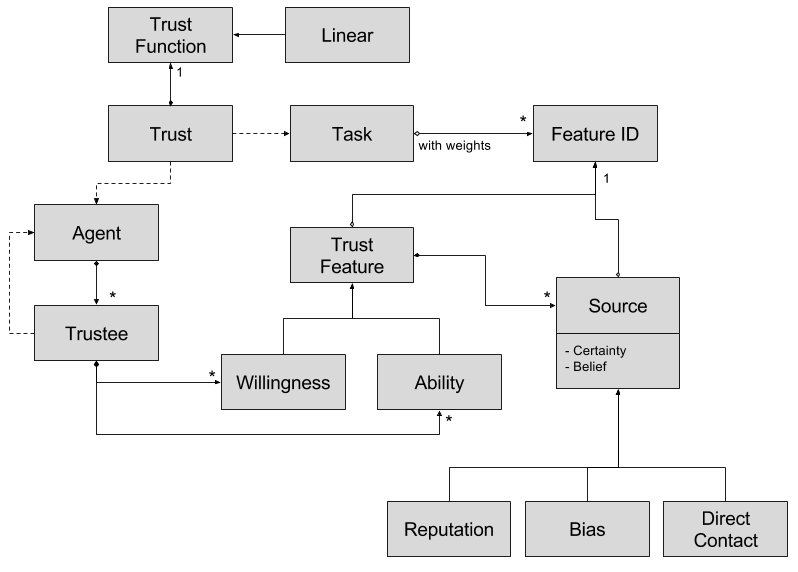 Trust
Function
Linear
1
Trust
Task
*
with weights
Feature ID
1
Agent
Trust
Feature
*
*
Source
Trustee
- Certainty
- Belief
*
Willingness
Ability
*
Reputation
Bias
Direct
Contact